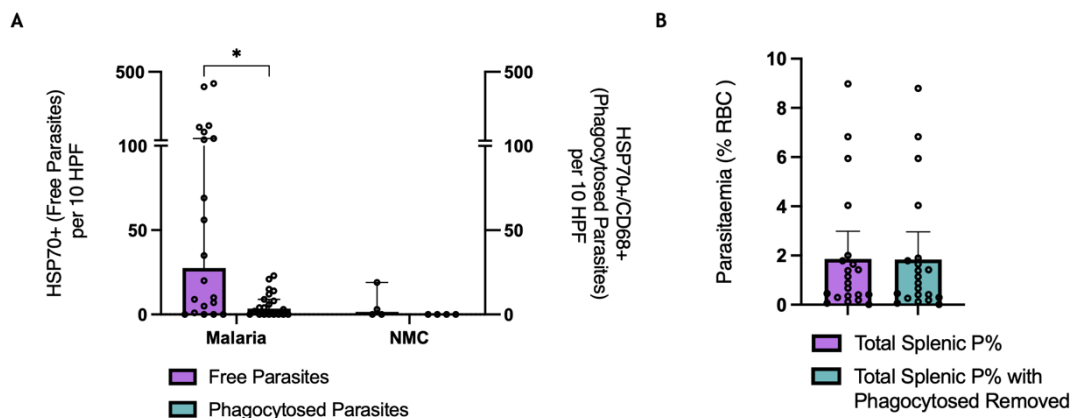 A
B
*
500
100
50
0
HSP70+ (Free Parasites)
per 10 HPF
500
100
50
0
HSP70+/CD68+
(Phagocytosed Parasites)
per 10 HPF
Malaria
NMC
Free Parasites
Phagocytosed Parasites
10
8
6
4
2
0
Parasitaemia (% RBC)
Total Splenic P%
Total Splenic P% with
Phagocytosed Removed